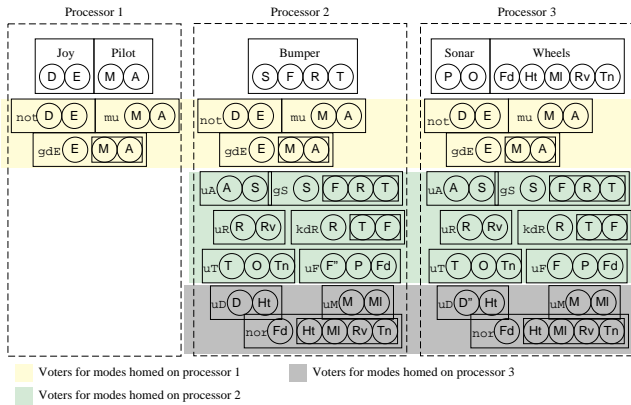 Processor 1 Processor 2 Processor 3
Joy Pilot Bumper Sonar Wheels
D E M A S F R T P O Fd Ht Ml Rv Tn
not D E mu M A not D E mu M A not D E mu M A
gdE E M A gdE E M A gdE E M A
uA A S gS S F R T uA A S gS S F R T
uR R Rv kdR R T F uR R Rv kdR R T F
uT T O Tn uF F" P Fd uT T O Tn uF F P Fd
uD D Ht uM M Ml uD D" Ht uM M Ml
nor Fd Ht Ml Rv Tn nor Fd Ht Ml Rv Tn
Voters for modes homed on processor 1 Voters for modes homed on processor 3
Voters for modes homed on processor 2